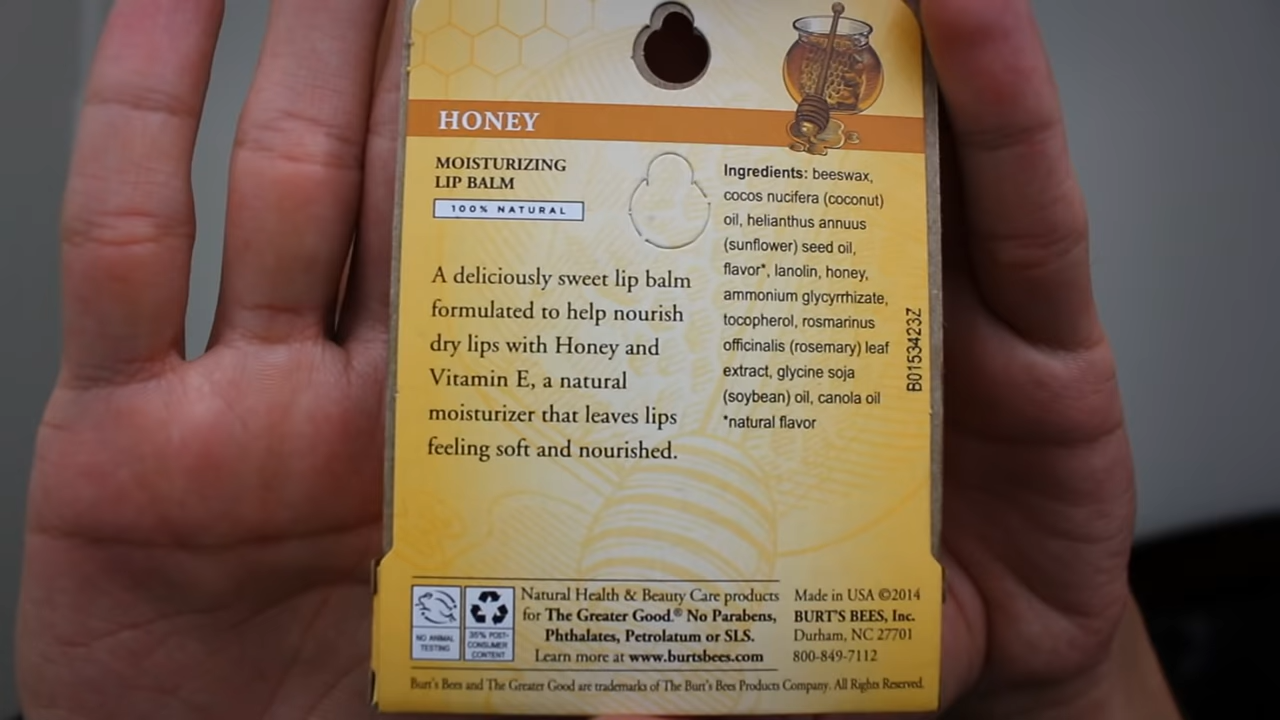 HONEY
MOISTURIZING
LIP BALM
100% NATURAL
A deliciously sweet lip balm
formulated to help nourish
dry lips with Honey and
Vitamin E, a natural
moisturizer that leaves lips
feeling soft and nourished.
Ingredients: beeswax,
cocos nucifera (coconut)
oil, helianthus annuus
(sunflower) seed oil,
flavor*, lanolin, honey,
ammonium glycyrrhizate,
tocopherol, rosmarinus
officinalis (rosemary) leaf
extract, glycine soja
(soybean) oil, canola oil
*natural flavor
B0153423Z
NO ANIMAL
TESTING
35% POST-
CONSUMER
CONTENT
Natural Health & Beauty Care products
for The Greater Good.® No Parabens,
Phthalates, Petrolatum or SLS.
Learn more at www.burtsbees.com
Made in USA ©2014
BURT'S BEES, Inc.
Durham, NC 27701
800-849-7112
Burt's Bees and The Greater Good are trademarks of The Burt's Bees Products Company. All Rights Reserved.